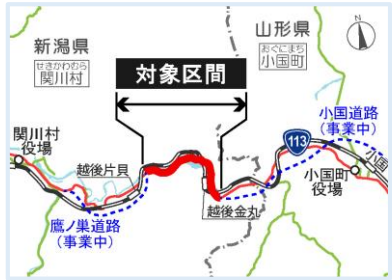 新潟県
せきかわむら
関川村
山形県
おぐにまち
小国町
N
対象区間
関川村
役場
越後片貝
鷹ノ巣道路
(事業中)
越後金丸
113
小国道路
(事業中)
小国町
役場